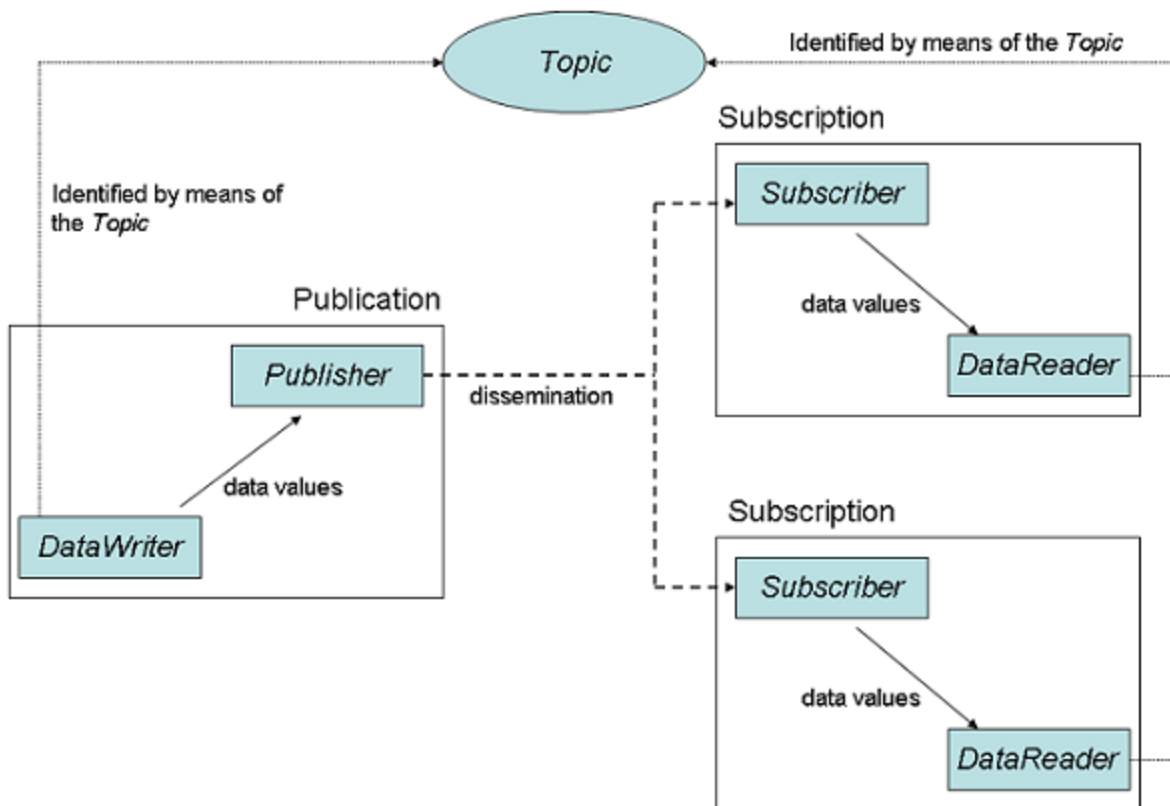 Topic
Identified by means of the Topic
Subscription
Subscriber
data values
DataReader
Identified by means of
the Topic
Publication
Publisher
dissemination
data values
DataWriter
Subscription
Subscriber
data values
DataReader